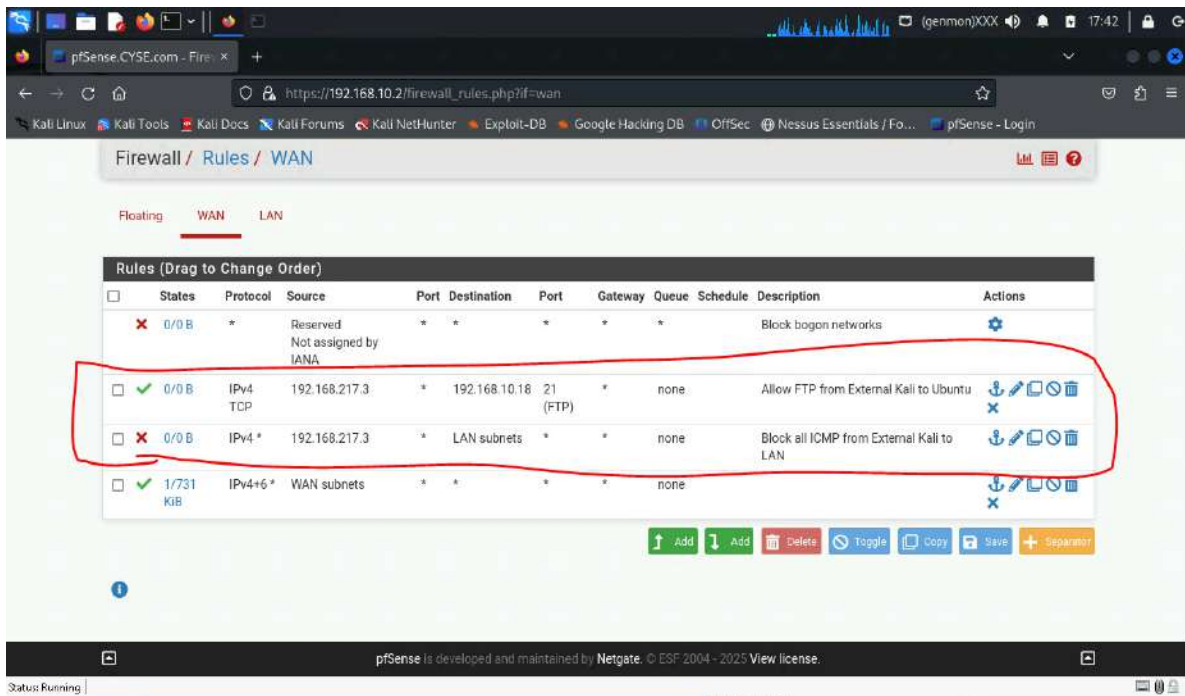 (genmon)XXX 17:42
pfSense.CYSE.com - Fire
https://192.168.10.2/firewall_rules.php?if=wan
Kali Linux Kali Tools Kali Docs Kali Forums Kali NetHunter Exploit-DB Google Hacking DB OffSec Nessus Essentials / Fo... pfSense - Login
Firewall / Rules / WAN
Floating WAN LAN
Rules (Drag to Change Order)
States Protocol Source Port Destination Port Gateway Queue Schedule Description Actions
0/0 B * Reserved * * * * * Block bogon networks
Not assigned by
IANA
0/0 B IPv4 192.168.217.3 * 192.168.10.18 21 * none Allow FTP from External Kali to Ubuntu
TCP (FTP)
0/0 B IPv4 * 192.168.217.3 * LAN subnets * * none Block all ICMP from External Kali to
LAN
1/731 IPv4+6 * WAN subnets * * * * none
KiB
Add Add Delete Toggle Copy Save Separator
pfSense is developed and maintained by Netgate. © ESF 2004 - 2025 View license.
Status: Running